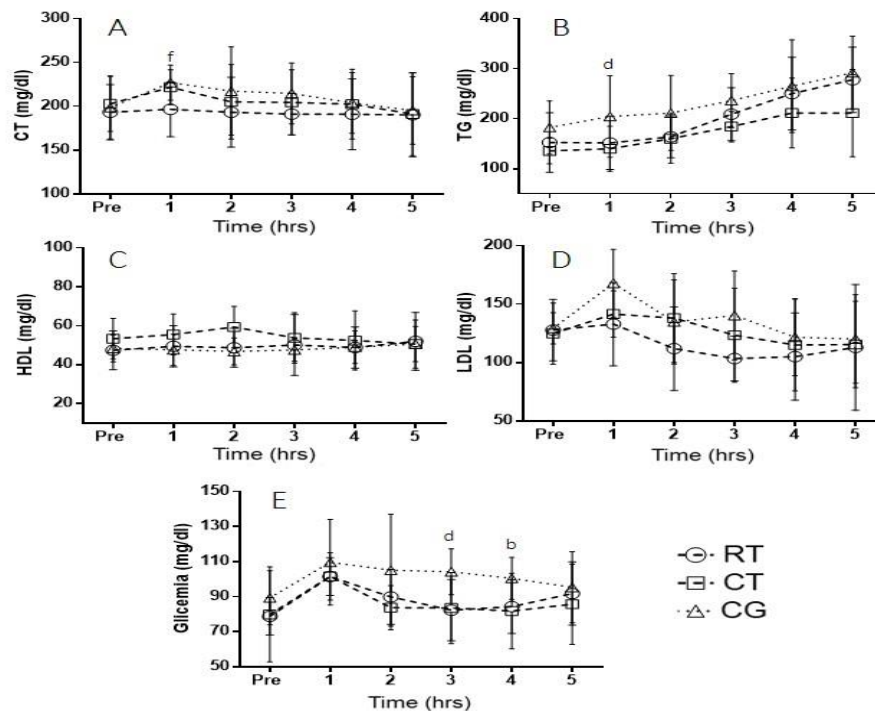 A
CT (mg/dl)
300
250
200
150
100
f
Pre 1 2 3 4 5
Time (hrs)
B
TG (mg/dl)
400
300
200
100
d
Pre 1 2 3 4 5
Time (hrs)
C
HDL (mg/dl)
100
80
60
40
20
Pre 1 2 3 4 5
Time (hrs)
D
LDL (mg/dl)
200
150
100
50
Pre 1 2 3 4 5
Time (hrs)
E
Glicemia (mg/dl)
150
130
110
90
70
50
d
b
Pre 1 2 3 4 5
Time (hrs)
RT
CT
CG